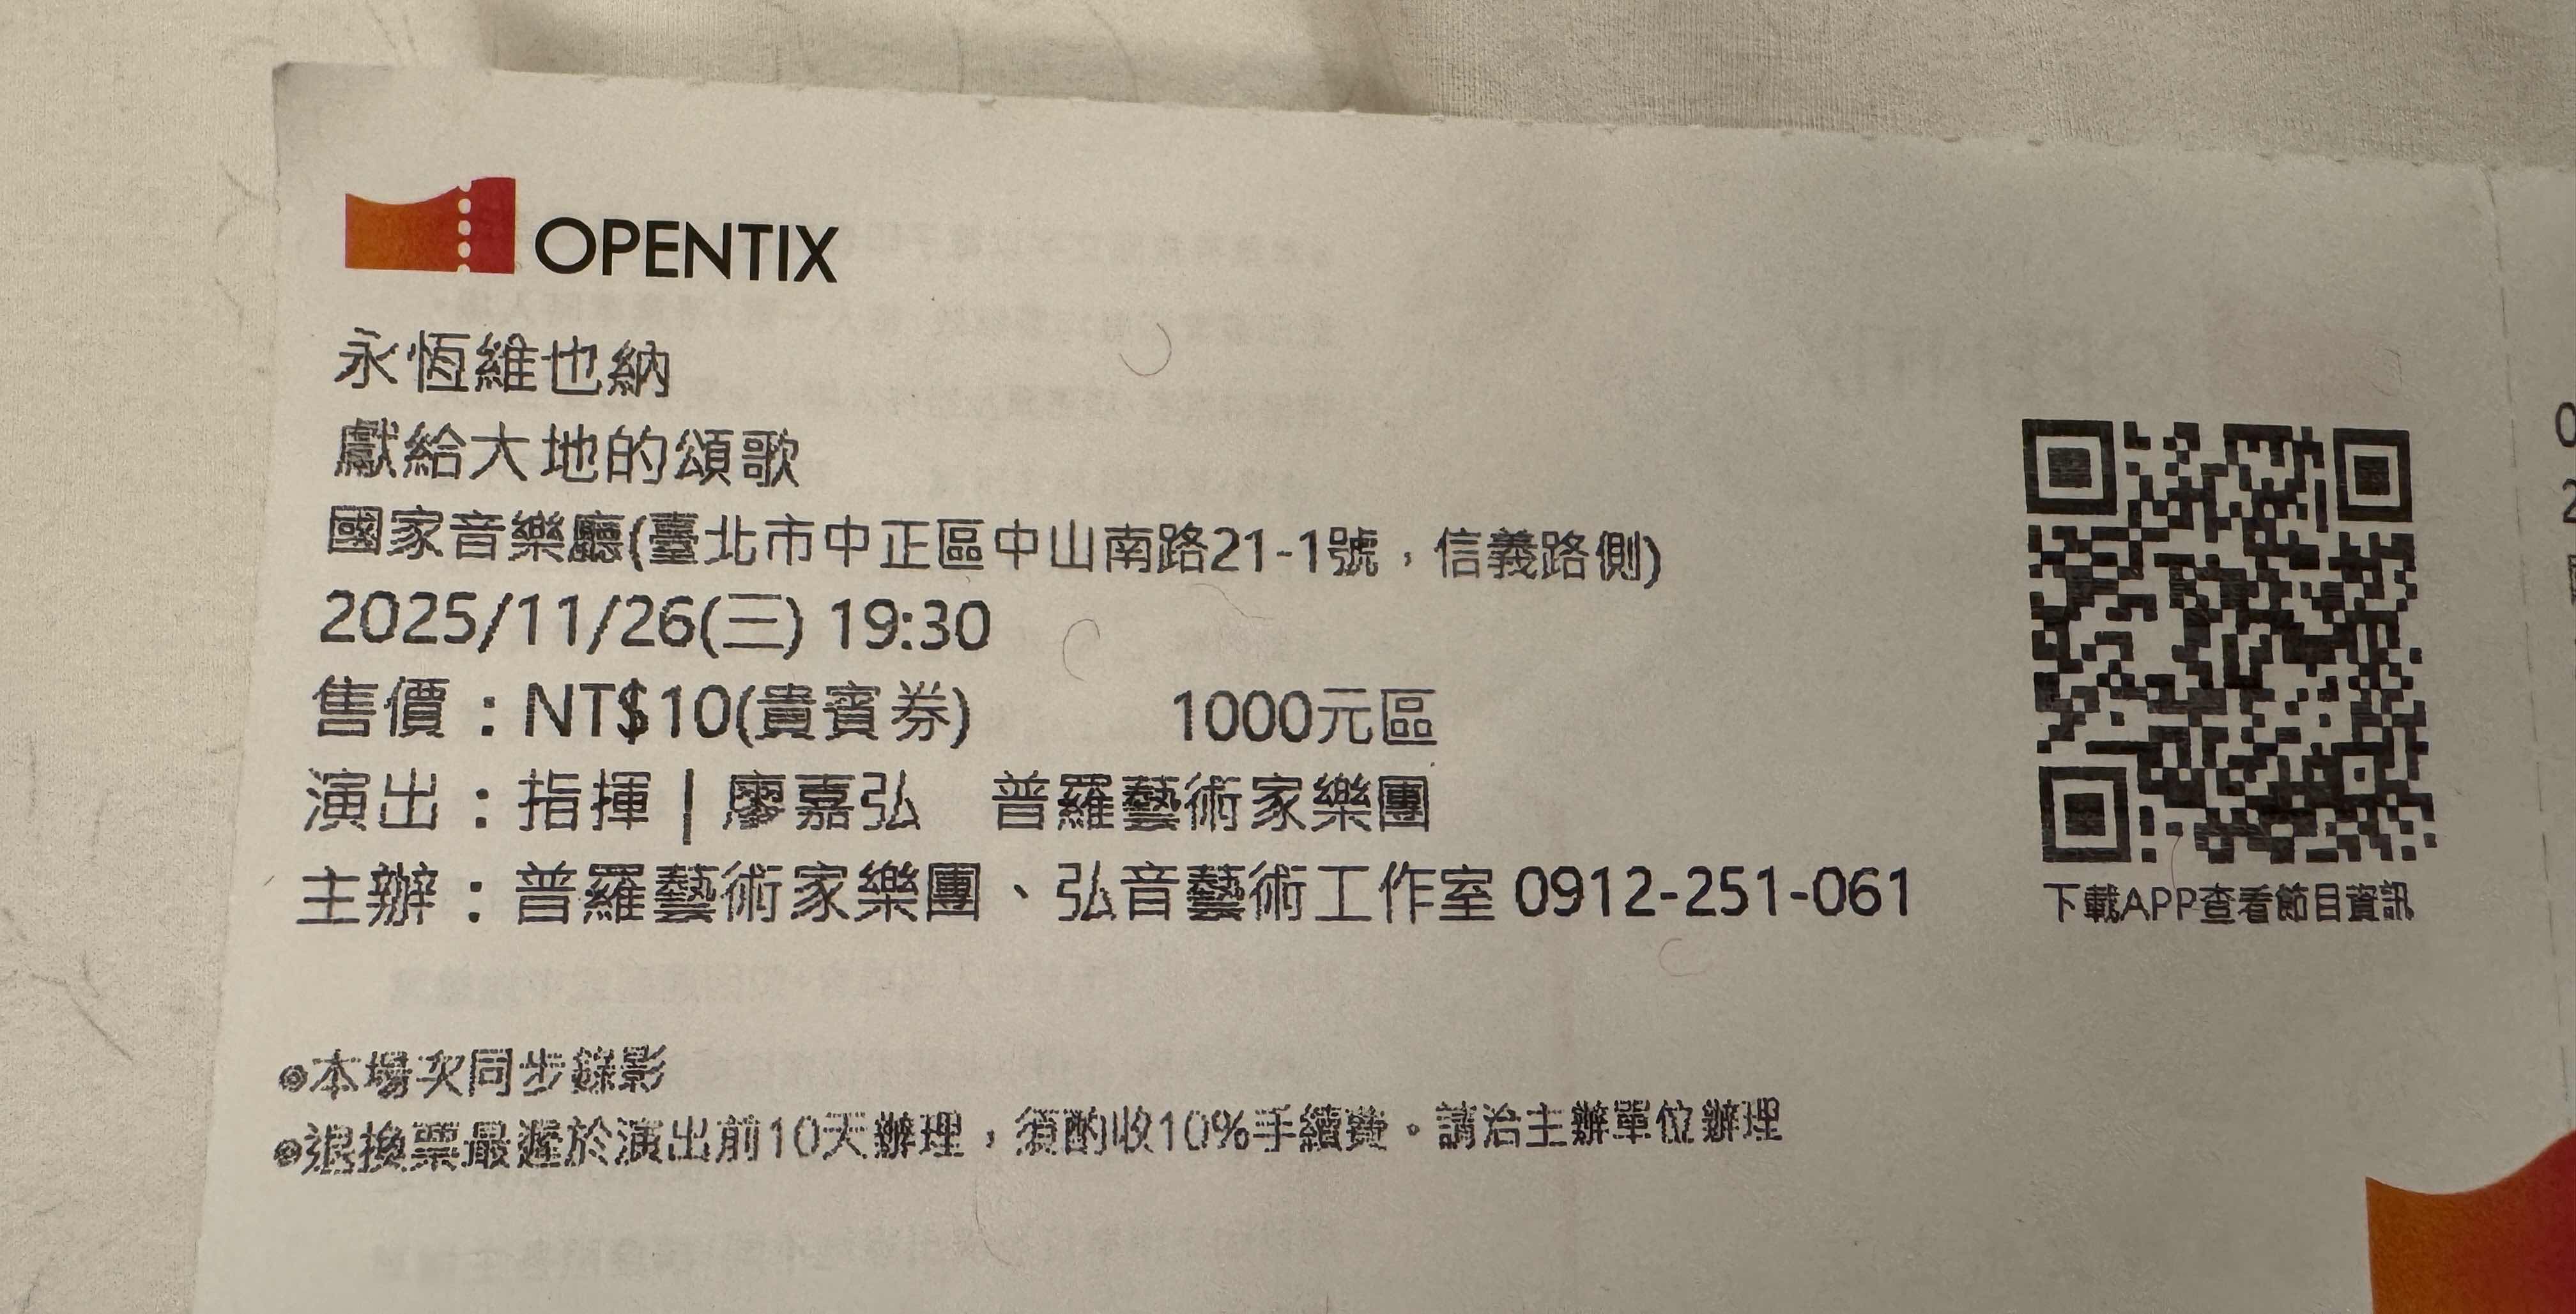 OPENTIX
永恆維也納
獻給大地的頌歌
國家音樂廳(臺北市中正區中山南路21-1號，信義路側)
2025/11/26(三) 19:30
售價：NT$10(貴賓券) 1000元區
演出：指揮|廖嘉弘 普羅藝術家樂團
主辦：普羅藝術家樂團、弘音藝術工作室 0912-251-061
下載APP查看節目資訊
◎本場次同步錄影
◎退換票最遲於演出前10天辦理，須酌收10%手續費。請洽主辦單位辦理